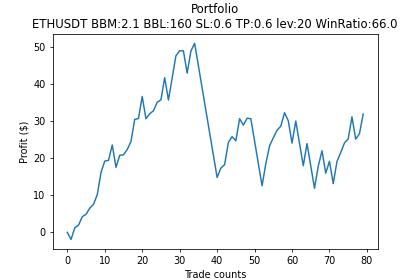 Portfolio
ETHUSDT BBM:2.1 BBL:160 SL:0.6 TP:0.6 lev:20 WinRatio:66.0
50
40
30
20
10
0
Profit ($)
0 10 20 30 40 50 60 70 80
Trade counts